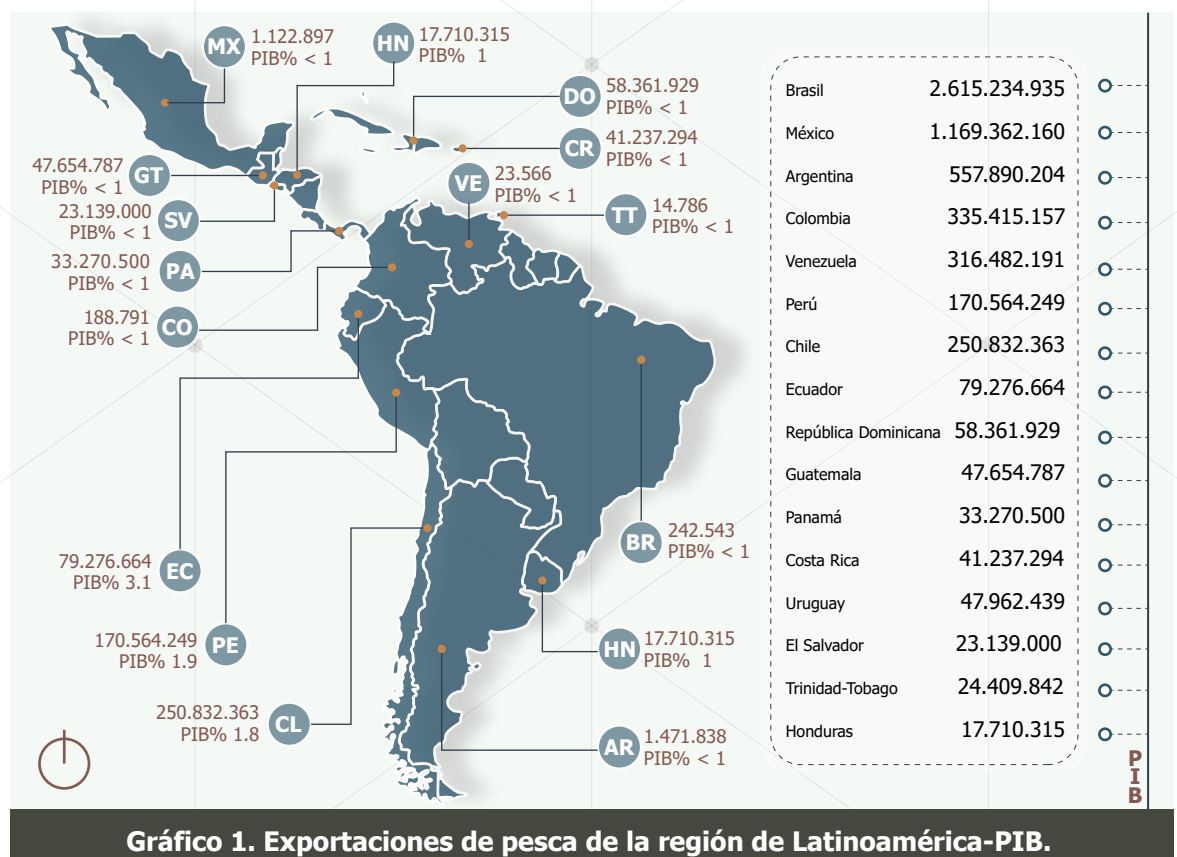 MX
1.122.897
PIB% < 1
HN
17.710.315
PIB% 1
DO
58.361.929
PIB% < 1
CR
41.237.294
PIB% < 1
47.654.787
PIB% < 1
GT
VE
23.566
PIB% < 1
23.139.000
PIB% < 1
SV
TT
14.786
PIB% < 1
33.270.500
PIB% < 1
PA
188.791
PIB% < 1
CO
79.276.664
PIB% 3.1
EC
BR
242.543
PIB% < 1
170.564.249
PIB% 1.9
PE
HN
17.710.315
PIB% 1
250.832.363
PIB% 1.8
CL
AR
1.471.838
PIB% < 1
Brasil 2.615.234.935
México 1.169.362.160
Argentina 557.890.204
Colombia 335.415.157
Venezuela 316.482.191
Perú 170.564.249
Chile 250.832.363
Ecuador 79.276.664
República Dominicana 58.361.929
Guatemala 47.654.787
Panamá 33.270.500
Costa Rica 41.237.294
Uruguay 47.962.439
El Salvador 23.139.000
Trinidad-Tobago 24.409.842
Honduras 17.710.315
PIB
Gráfico 1. Exportaciones de pesca de la región de Latinoamérica-PIB.